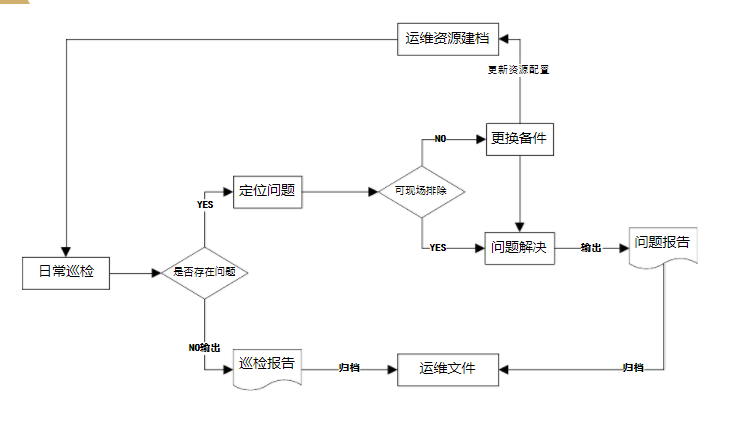 运维资源建档
更新资源配置
NO
更换备件
定位问题
可现场排除
YES
YES
问题解决
输出
问题报告
日常巡检
是否存在问题
NO输出
巡检报告
归档
运维文件
归档